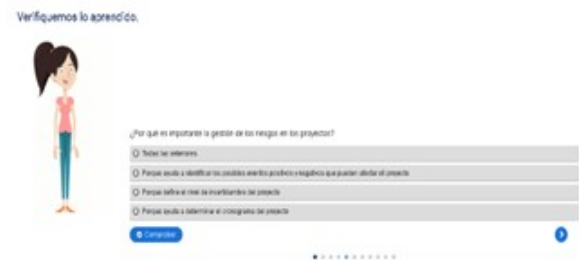 Verifiquemos lo aprendido.
¿Por qué es importante la gestión de los riesgos en los proyectos?
Todas las anteriores.
Porque ayuda a identificar los posibles eventos positivos y negativos que puedan afectar el proyecto
Porque define el nivel de incertidumbre del proyecto
Porque ayuda a determinar el cronograma del proyecto
Comprobar